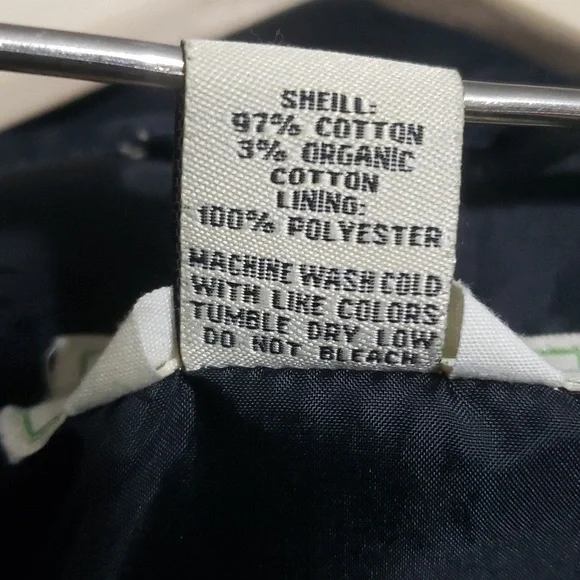 SHEILL:
97% COTTON
3% ORGANIC
COTTON
LINING:
100% POLYESTER
MACHINE WASH COLD
WITH LIKE COLORS
TUMBLE DRY LOW
DO NOT BLEACH